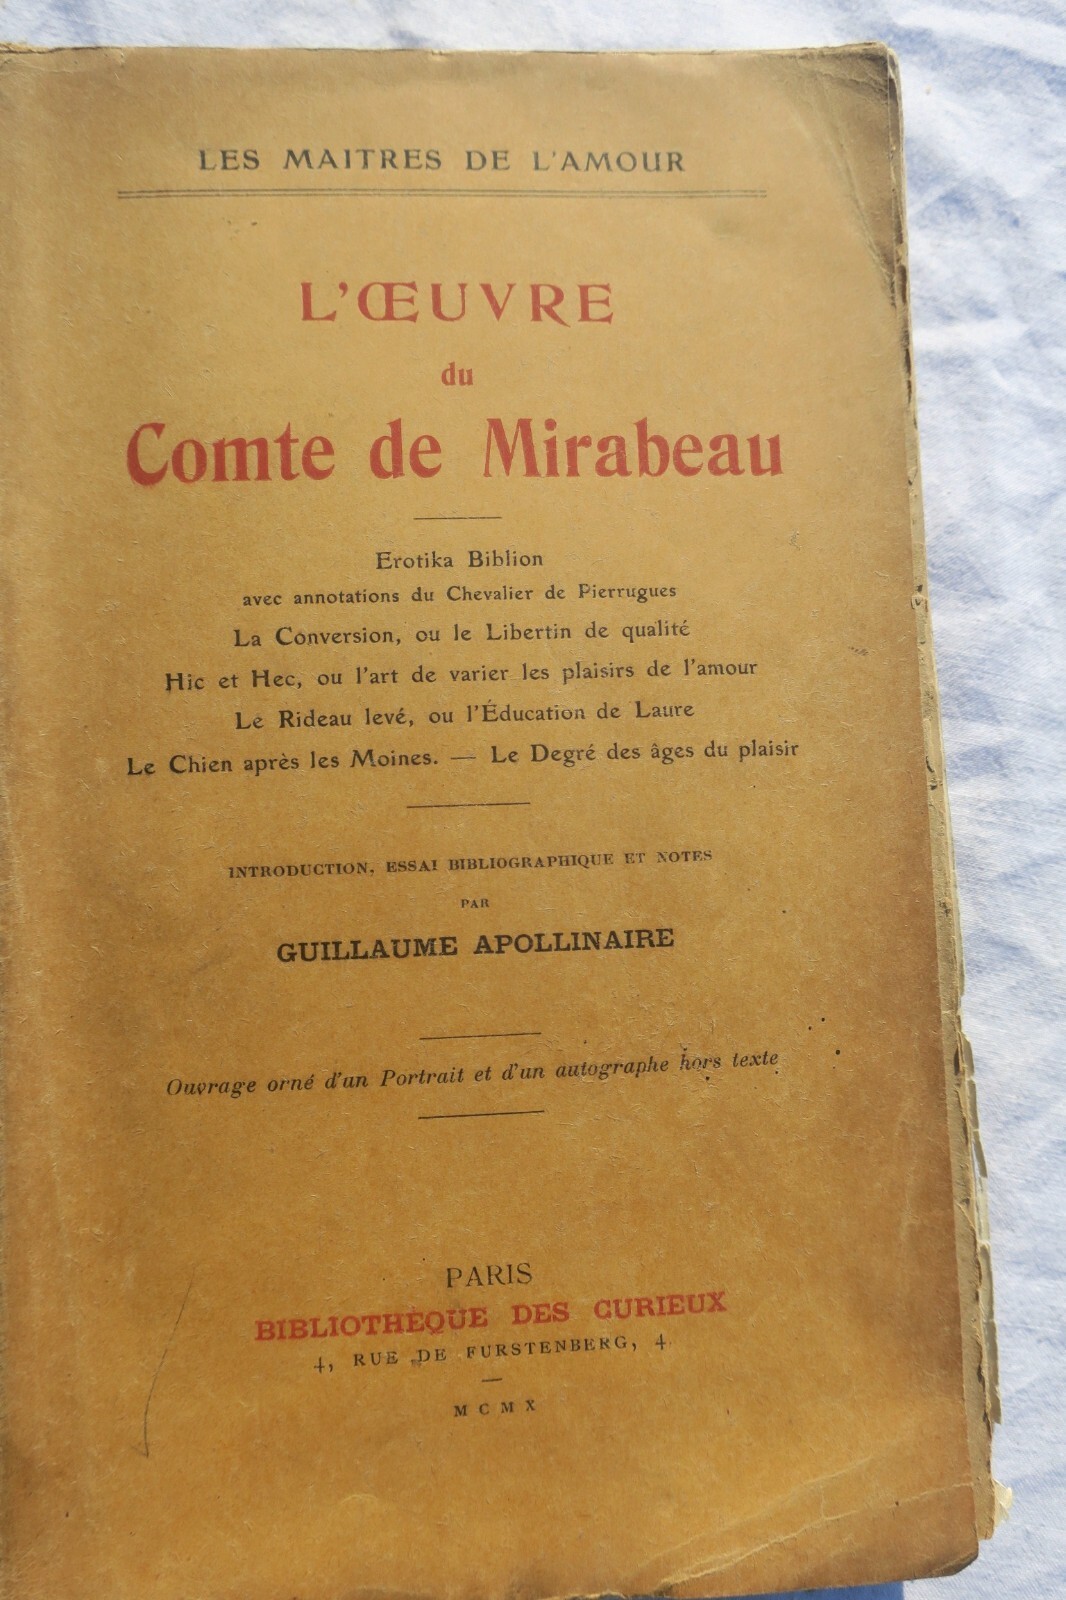 LES MAITRES DE L'AMOUR
L'ŒUVRE
du
Comte de Mirabeau
Erotika Biblion
avec annotations du Chevalier de Pierrugues
La Conversion, ou le Libertin de qualité
Hic et Hec, ou l'art de varier les plaisirs de l'amour
Le Rideau levé, ou l'Éducation de Laure
Le Chien après les Moines. — Le Degré des âges du plaisir
INTRODUCTION, ESSAI BIBLIOGRAPHIQUE ET NOTES
PAR
GUILLAUME APOLLINAIRE
Ouvrage orné d'un Portrait et d'un autographe hors texte
PARIS
BIBLIOTHÈQUE DES CURIEUX
4, RUE DE FURSTENBERG, 4
MCMX